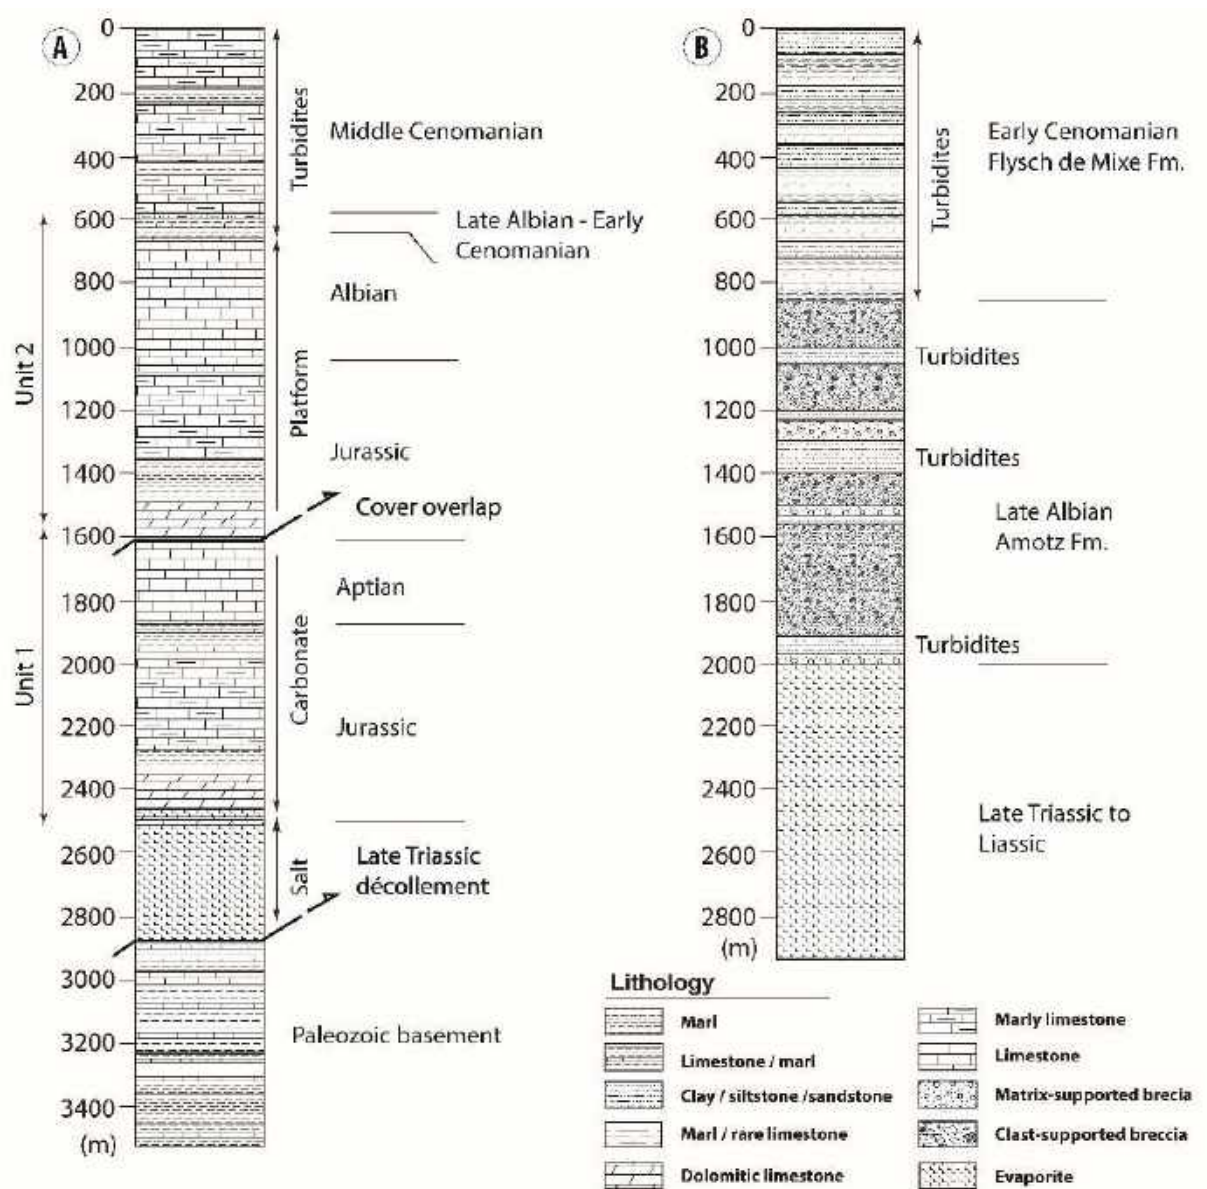 A
0
200
400
600
800
1000
1200
1400
1600
1800
2000
2200
2400
2600
2800
3000
3200
3400
(m)
Unit 2
Unit 1
Turbidites
Platform
Carbonate
Salt
Middle Cenomanian
Late Albian - Early
Cenomanian
Albian
Jurassic
Cover overlap
Aptian
Jurassic
Late Triassic
décollement
Paleozoic basement
B
0
200
400
600
800
1000
1200
1400
1600
1800
2000
2200
2400
2600
2800
(m)
Turbidites
Early Cenomanian
Flysch de Mixe Fm.
Turbidites
Turbidites
Late Albian
Amotz Fm.
Turbidites
Late Triassic to
Liassic
Lithology
Marl
Limestone / marl
Clay / siltstone /sandstone
Marl / rare limestone
Dolomitic limestone
Marly limestone
Limestone
Matrix-supported brecia
Clast-supported breccia
Evaporite